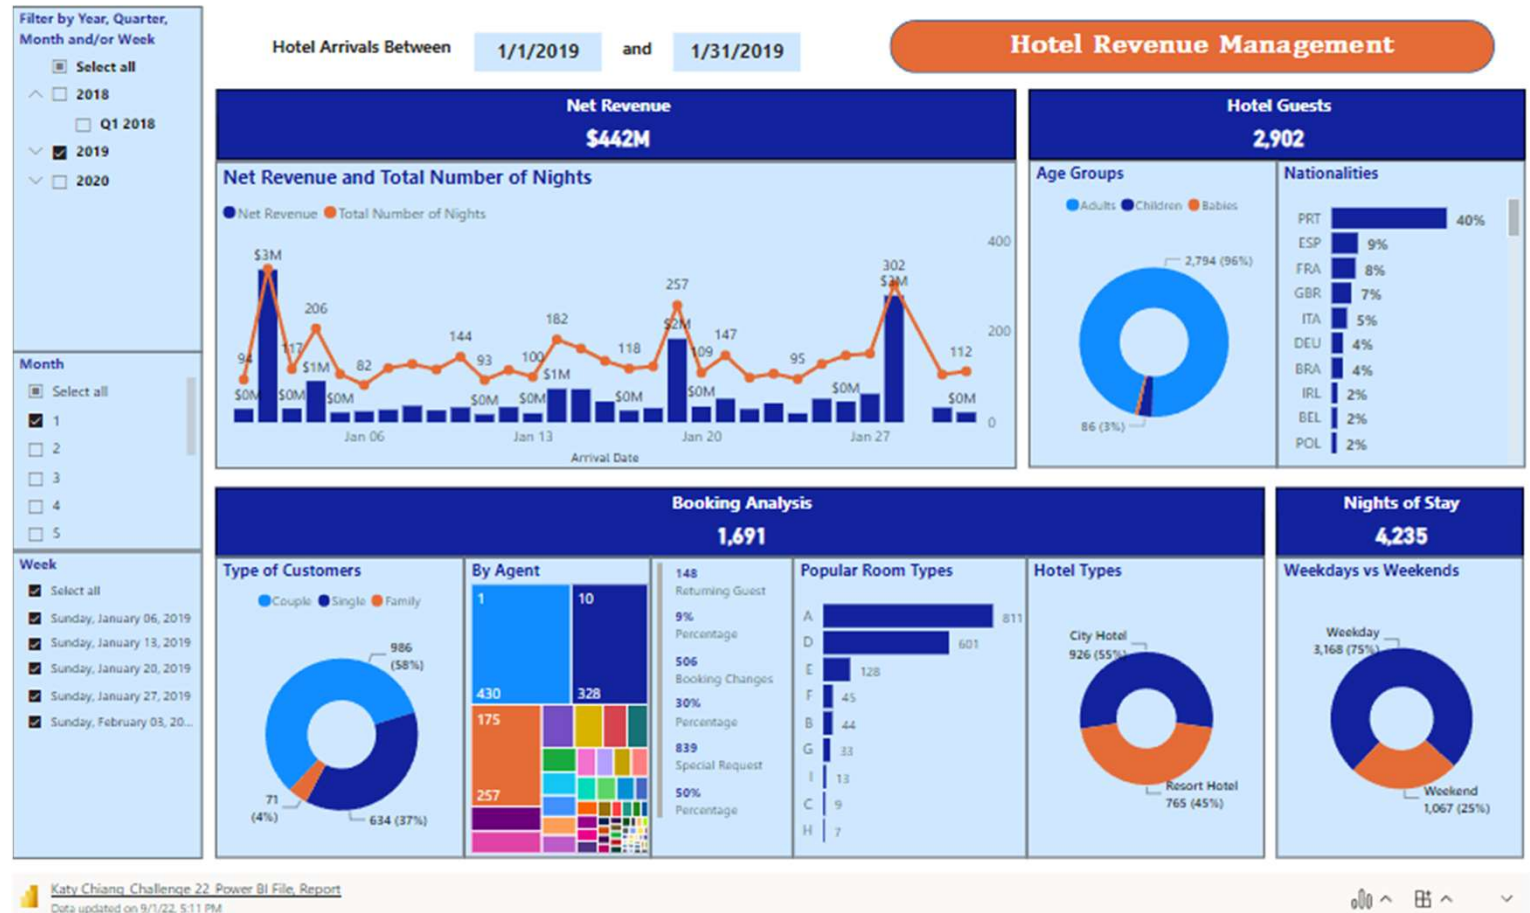 Filter by Year, Quarter,
Month and/or Week
Select all
2018
Q1 2018
2019
2020
Month
Select all
1
2
3
4
5
Week
Select all
Sunday, January 06, 2019
Sunday, January 13, 2019
Sunday, January 20, 2019
Sunday, January 27, 2019
Sunday, February 03, 20...
Hotel Arrivals Between 1/1/2019 and 1/31/2019
Hotel Revenue Management
Net Revenue
$442M
Net Revenue and Total Number of Nights
Net Revenue Total Number of Nights
400
200
0
$3M
94
$0M
117
$0M
206
$1M
$0M
82
144
93
$0M
100
$0M
182
$1M
118
$0M
257
$2M
109
$0M
147
95
$0M
302
112
$0M
Jan 06 Jan 13 Jan 20 Jan 27
Arrival Date
Hotel Guests
2,902
Age Groups
Adults Children Babies
2,794 (96%)
86 (3%)
Nationalities
PRT 40%
ESP 9%
FRA 8%
GBR 7%
ITA 5%
DEU 4%
BRA 4%
IRL 2%
BEL 2%
POL 2%
Booking Analysis
1,691
Type of Customers
Couple Single Family
986
(58%)
71
(4%)
634 (37%)
By Agent
1
430
10
328
175
257
148
Returning Guest
9%
Percentage
506
Booking Changes
30%
Percentage
839
Special Request
50%
Percentage
Popular Room Types
A 811
D 601
E 128
F 45
B 44
G 33
I 13
C 9
H 7
Hotel Types
City Hotel
926 (55%)
Resort Hotel
765 (45%)
Nights of Stay
4,235
Weekdays vs Weekends
Weekday
3,168 (75%)
Weekend
1,067 (25%)
Katy Chiang Challenge 22 Power BI File, Report
Data updated on 9/1/22, 5:11 PM